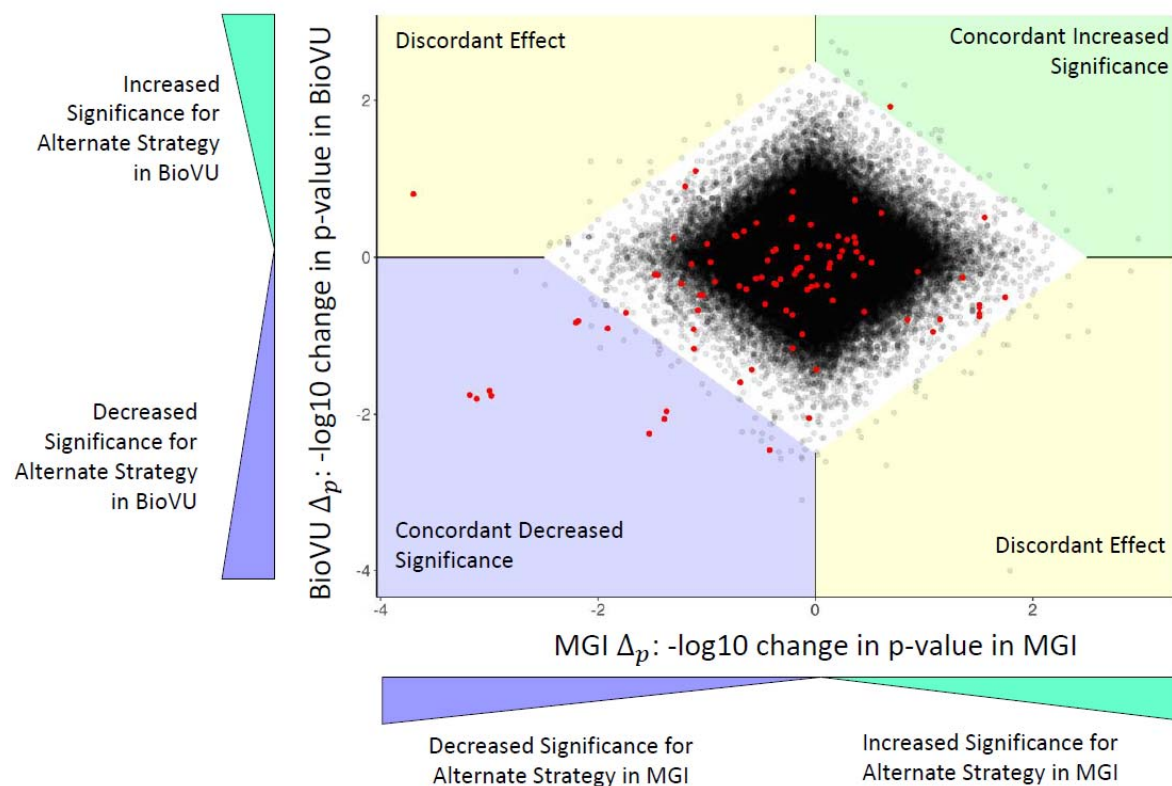 Discordant Effect
Concordant Increased
Significance
Increased
Significance for
Alternate Strategy
in BioVU
Decreased
Significance for
Alternate Strategy
in BioVU
BioVU Δp: -log10 change in p-value in BioVU
2
0
-2
-4
Concordant Decreased
Significance
Discordant Effect
-4
-2
0
2
MGI Δp: -log10 change in p-value in MGI
Decreased Significance for
Alternate Strategy in MGI
Increased Significance for
Alternate Strategy in MGI